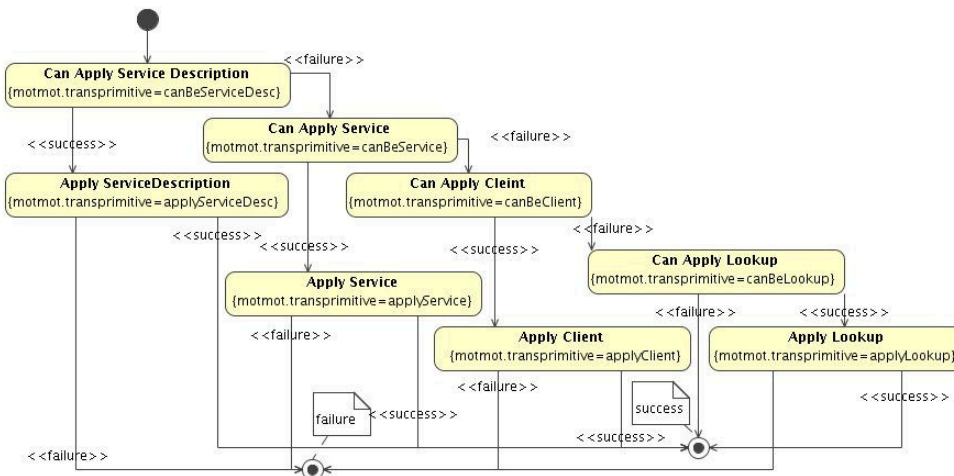 <<failure>>
Can Apply Service Description
{motmot.transprimitive=canBeServiceDesc}
Can Apply Service
{motmot.transprimitive=canBeService}
<<failure>>
<<success>>
Apply ServiceDescription
{motmot.transprimitive=applyServiceDesc}
Can Apply Cleint
{motmot.transprimitive=canBeClient}
<<success>>
<<success>>
<<success>>
<<failure>>
Can Apply Lookup
{motmot.transprimitive=canBeLookup}
Apply Service
{motmot.transprimitive=applyService}
<<failure>>
<<failure>>
<<success>>
Apply Client
{motmot.transprimitive=applyClient}
Apply Lookup
{motmot.transprimitive=applyLookup}
<<failure>>
<<success>>
failure
<<success>>
success
<<success>>
<<failure>>